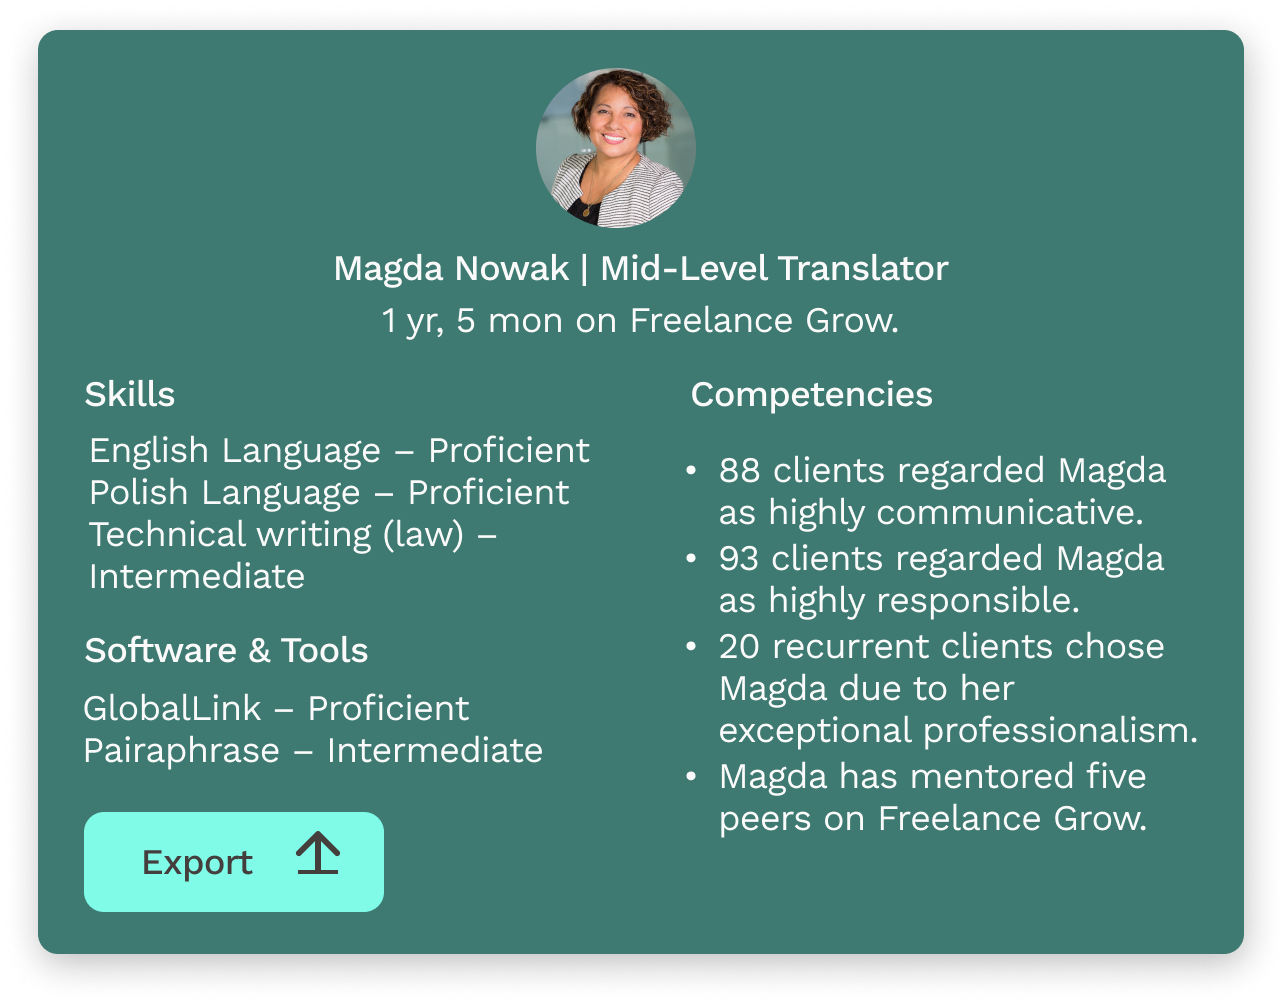 Magda Nowak | Mid-Level Translator
1 yr, 5 mon on Freelance Grow.
Skills
English Language – Proficient
Polish Language – Proficient
Technical writing (law) –
Intermediate
Software & Tools
GlobalLink – Proficient
Pairaphrase – Intermediate
Export
Competencies
• 88 clients regarded Magda
as highly communicative.
• 93 clients regarded Magda
as highly responsible.
• 20 recurrent clients chose
Magda due to her
exceptional professionalism.
• Magda has mentored five
peers on Freelance Grow.